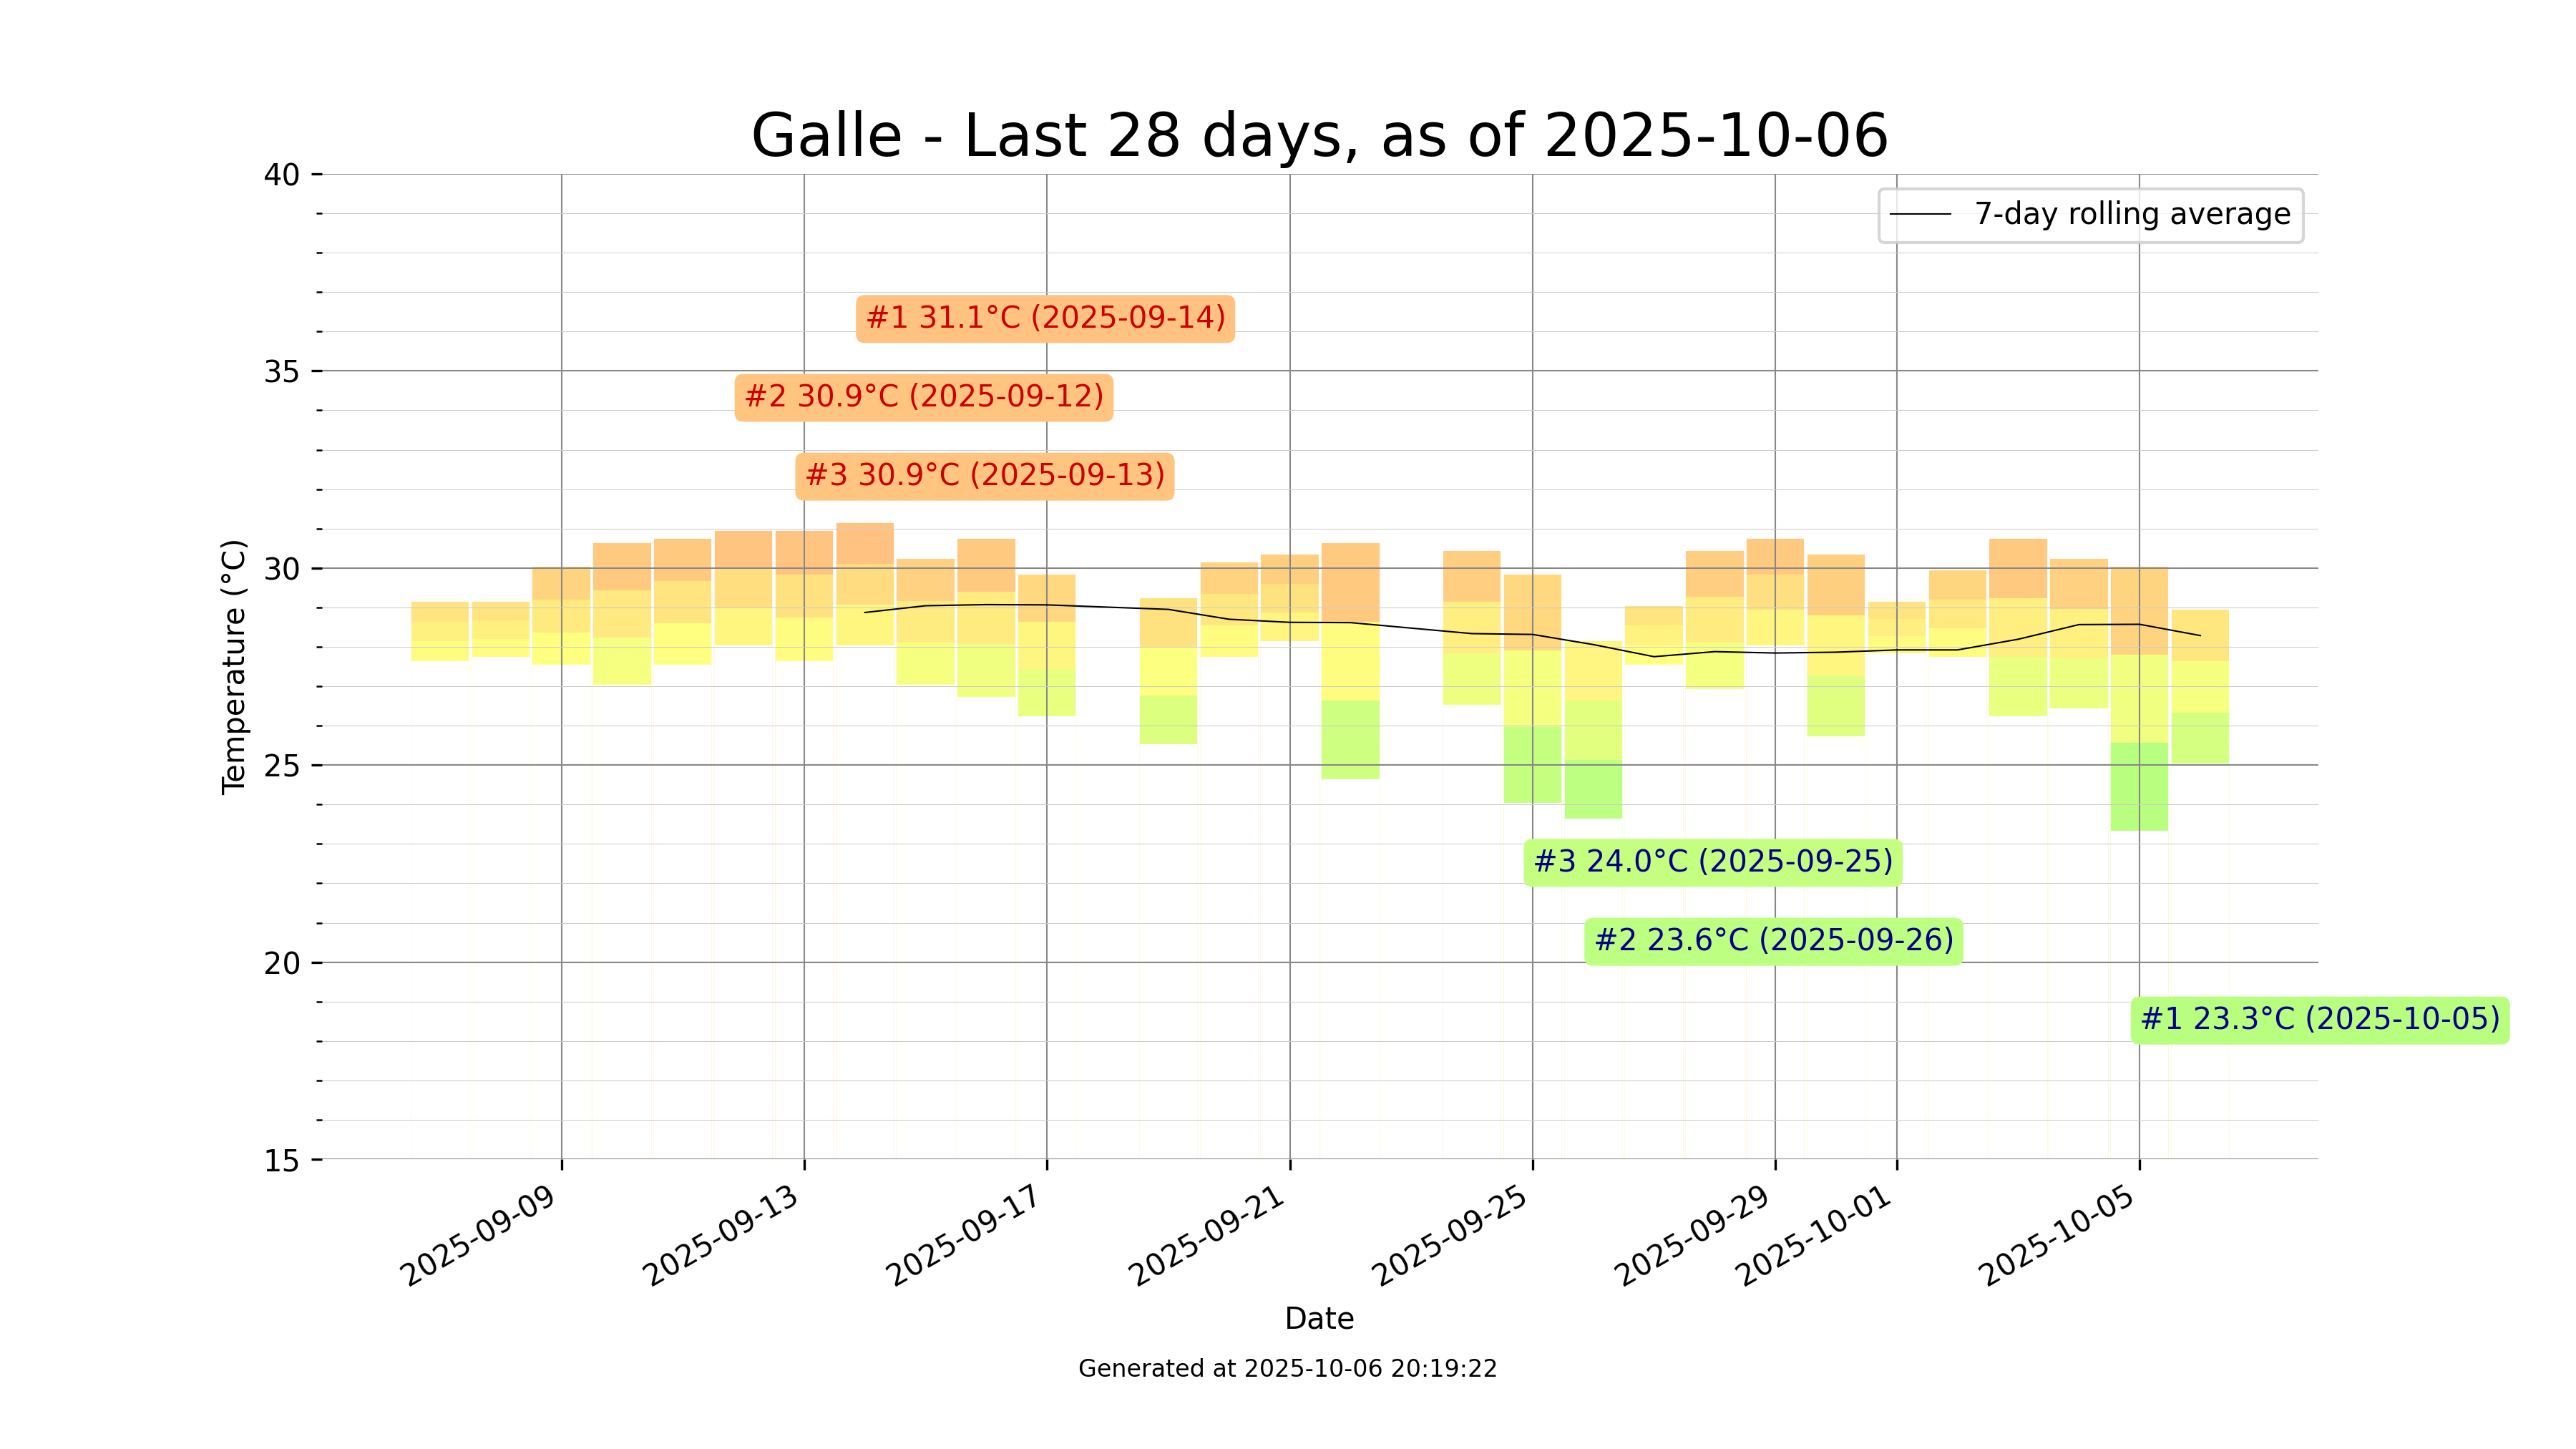 Galle - Last 28 days, as of 2025-10-06
40
35
30
25
20
15
Temperature (°C)
7-day rolling average
#1 31.1°C (2025-09-14)
#2 30.9°C (2025-09-12)
#3 30.9°C (2025-09-13)
#3 24.0°C (2025-09-25)
#2 23.6°C (2025-09-26)
#1 23.3°C (2025-10-05)
2025-09-09
2025-09-13
2025-09-17
2025-09-21
2025-09-25
2025-09-29
2025-10-01
2025-10-05
Date
Generated at 2025-10-06 20:19:22